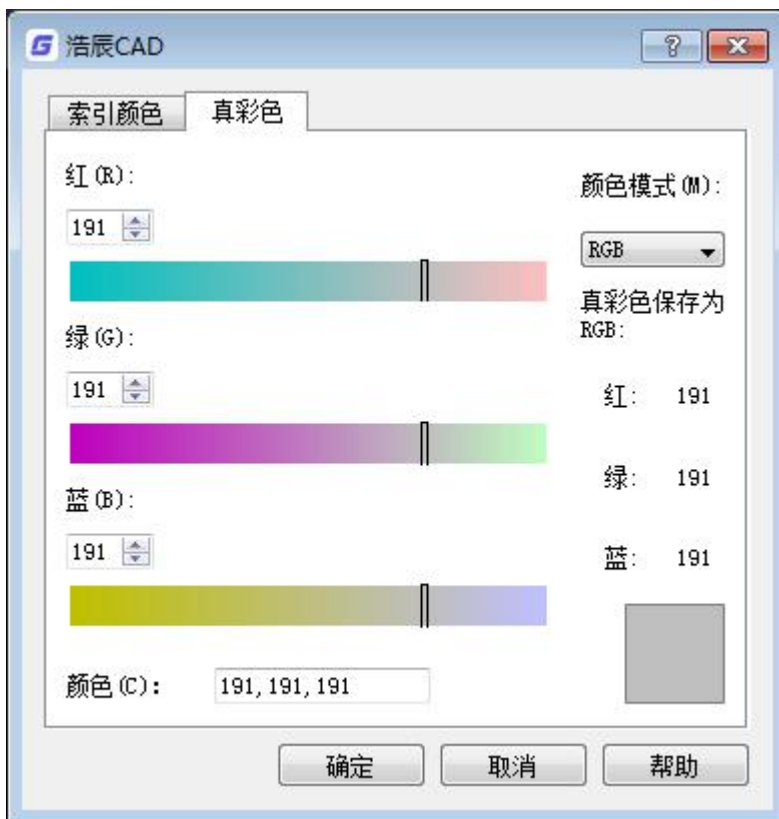 浩辰CAD
索引颜色 真彩色
红(R):
191
绿(G):
191
蓝(B):
191
颜色(C): 191,191,191
颜色模式(M):
RGB
真彩色保存为
RGB:
红: 191
绿: 191
蓝: 191
确定 取消 帮助